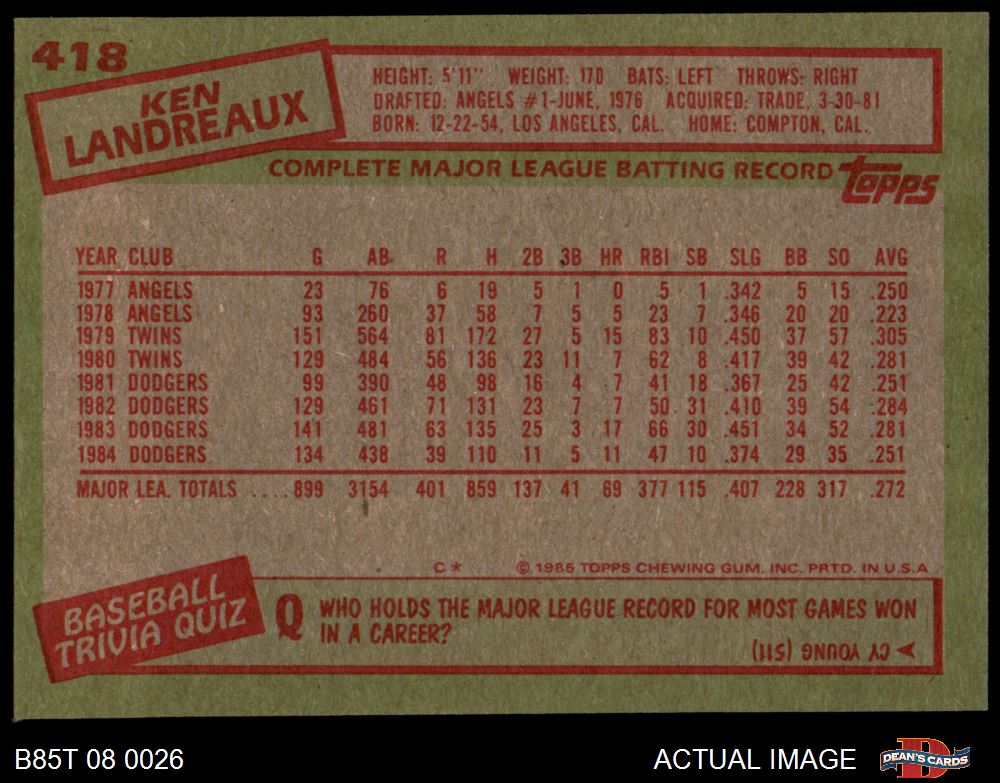 418
KEN
LANDREAUX
HEIGHT: 5'11" WEIGHT: 170 BATS: LEFT THROWS: RIGHT
DRAFTED: ANGELS #1-JUNE, 1976 ACQUIRED: TRADE, 3-30-81
BORN: 12-22-54, LOS ANGELES, CAL. HOME: COMPTON, CAL.
COMPLETE MAJOR LEAGUE BATTING RECORD
topps
YEAR CLUB G AB R H 2B 3B HR RBI SB SLG BB SO AVG
1977 ANGELS 23 76 6 19 5 1 0 5 1 .342 5 15 .250
1978 ANGELS 93 260 37 58 7 5 5 23 7 .346 20 20 .223
1979 TWINS 151 564 81 172 27 5 15 83 10 .450 37 57 .305
1980 TWINS 129 484 56 136 23 11 7 62 8 .417 39 42 .281
1981 DODGERS 99 390 48 98 16 4 7 41 18 .367 25 42 .251
1982 DODGERS 129 461 71 131 23 7 7 50 31 .410 39 54 .284
1983 DODGERS 141 481 63 135 25 3 17 66 30 .451 34 52 .281
1984 DODGERS 134 438 39 110 11 5 11 47 10 .374 29 35 .251
MAJOR LEA. TOTALS ....899 3154 401 859 137 41 69 377 115 .407 228 317 .272
C* © 1985 TOPPS CHEWING GUM, INC. PRTD. IN U.S.A
BASEBALL
TRIVIA QUIZ
Q WHO HOLDS THE MAJOR LEAGUE RECORD FOR MOST GAMES WON
IN A CAREER?
CY YOUNG (511)
B85T 08 0026
ACTUAL IMAGE
D
DEAN'S CARDS